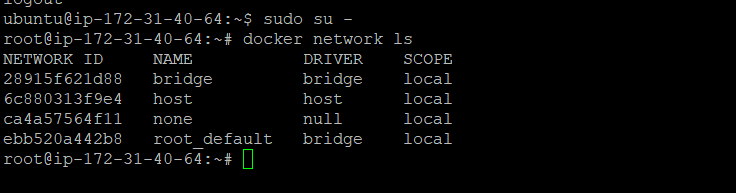 logout
ubuntu@ip-172-31-40-64:~$ sudo su -
root@ip-172-31-40-64:~# docker network ls
NETWORK ID     NAME           DRIVER    SCOPE
28915f621d88   bridge         bridge    local
6c880313f9e4   host           host      local
ca4a57564f11   none           null      local
ebb520a442b8   root_default   bridge    local
root@ip-172-31-40-64:~#